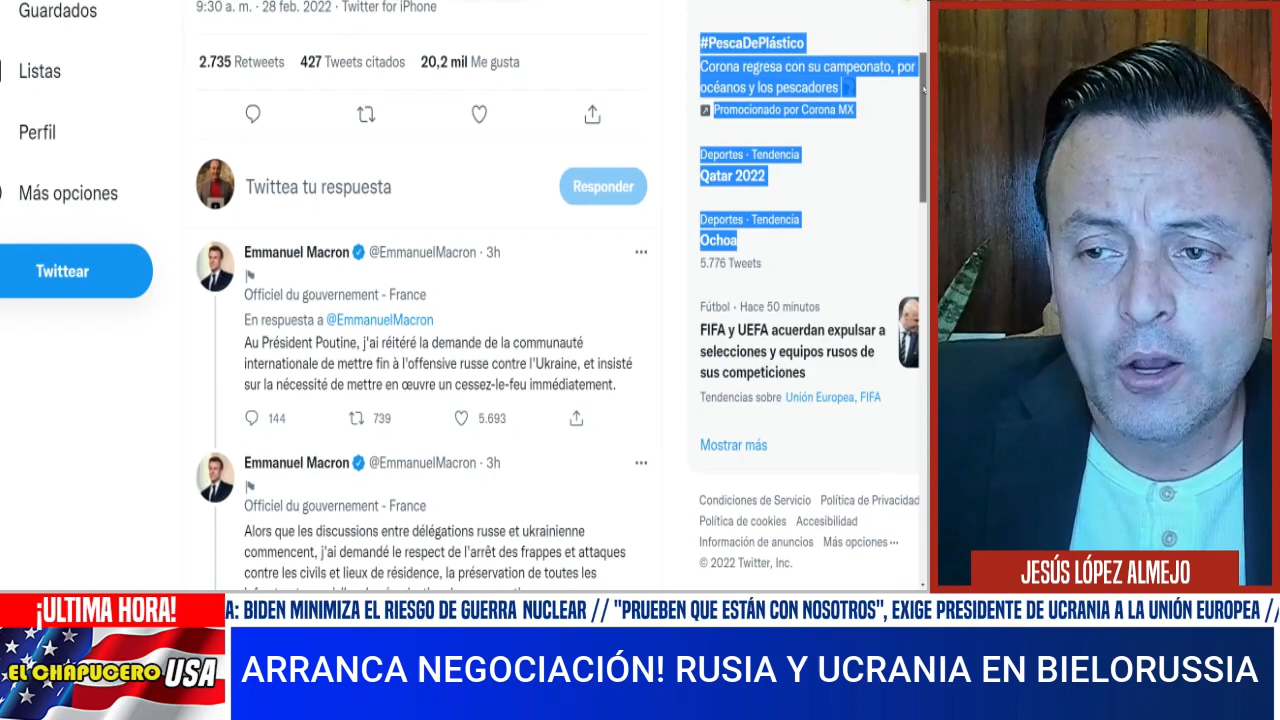 Guardados
Listas
Perfil
Más opciones
Twittear
9:30 a. m. · 28 feb. 2022 · Twitter for iPhone
2.735 Retweets 427 Tweets citados 20,2 mil Me gusta
Twittea tu respuesta
Responder
Emmanuel Macron @EmmanuelMacron · 3h
Officiel du gouvernement - France
En respuesta a @EmmanuelMacron
Au Président Poutine, j'ai réitéré la demande de la communauté
internationale de mettre fin à l'offensive russe contre l'Ukraine, et insisté
sur la nécessité de mettre en œuvre un cessez-le-feu immédiatement.
144 739 5.693
Emmanuel Macron @EmmanuelMacron · 3h
Officiel du gouvernement - France
Alors que les discussions entre délégations russe et ukrainienne
commencent, j'ai demandé le respect de l'arrêt des frappes et attaques
contre les civils et lieux de résidence, la préservation de toutes les
#PescaDePlástico
Corona regresa con su campeonato, por
océanos y los pescadores
Promocionado por Corona MX
Deportes · Tendencia
Qatar 2022
Deportes · Tendencia
Ochoa
5.776 Tweets
Fútbol · Hace 50 minutos
FIFA y UEFA acuerdan expulsar a
selecciones y equipos rusos de
sus competiciones
Tendencias sobre Unión Europea, FIFA
Mostrar más
Condiciones de Servicio Política de Privacidad
Política de cookies Accesibilidad
Información de anuncios Más opciones ···
© 2022 Twitter, Inc.
JESÚS LÓPEZ ALMEJO
¡ULTIMA HORA!
A: BIDEN MINIMIZA EL RIESGO DE GUERRA NUCLEAR // "PRUEBEN QUE ESTÁN CON NOSOTROS", EXIGE PRESIDENTE DE UCRANIA A LA UNIÓN EUROPEA //
EL CHAPUCERO USA
ARRANCA NEGOCIACIÓN! RUSIA Y UCRANIA EN BIELORUSSIA